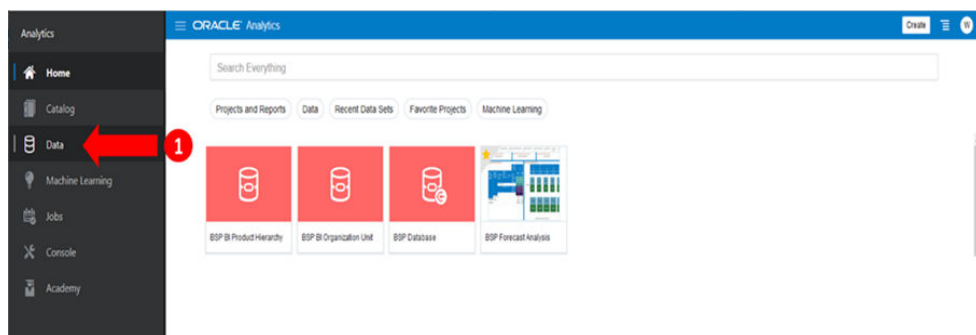 Analytics
ORACLE Analytics
Create
W
Home
Catalog
Data
1
Machine Learning
Jobs
Console
Academy
Search Everything
Projects and Reports Data Recent Data Sets Favorite Projects Machine Learning
BSP BI Product Hierarchy BSP BI Organization Unit BSP Database BSP Forecast Analysis